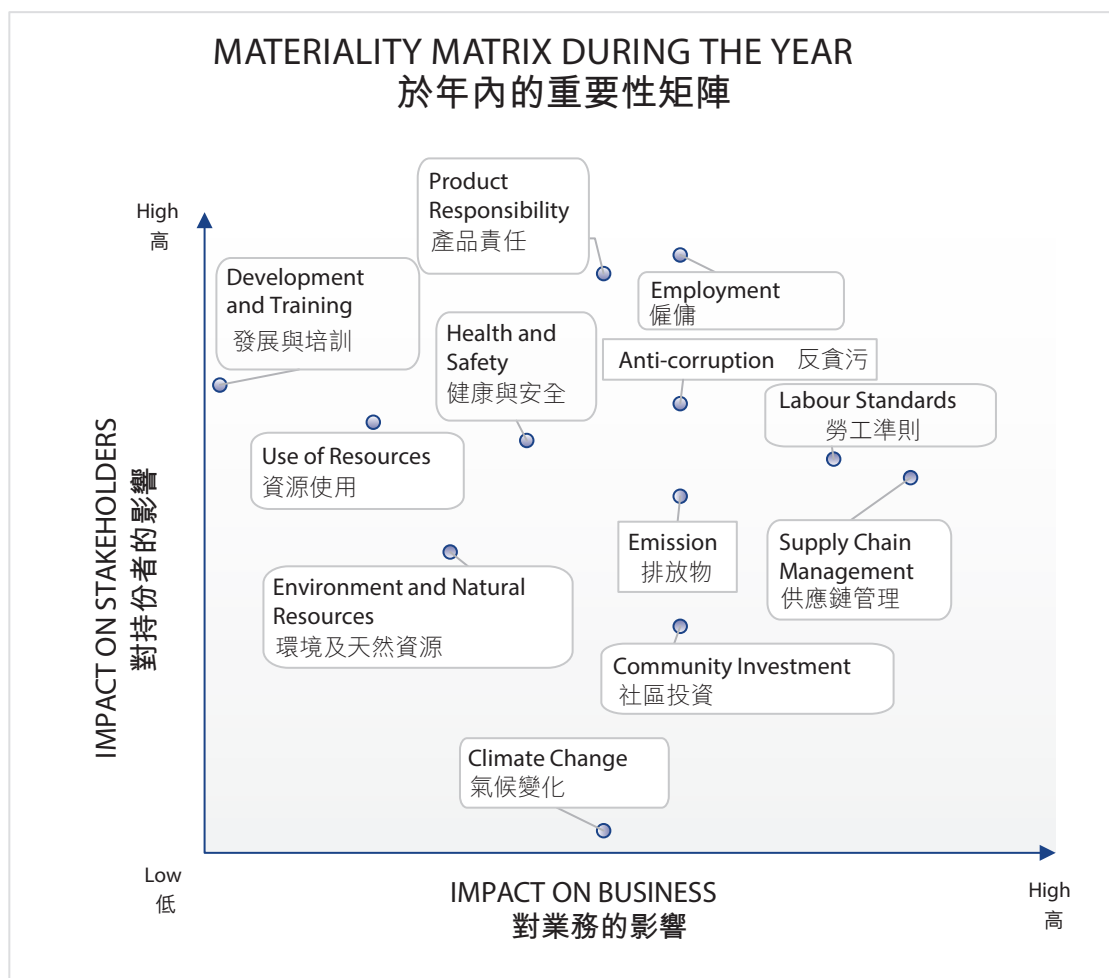 MATERIALITY MATRIX DURING THE YEAR
於年內的重要性矩陣
High
高
IMPACT ON STAKEHOLDERS
對持份者的影響
Product
Responsibility
產品責任
Development
and Training
發展與培訓
Employment
僱傭
Health and
Safety
健康與安全
Anti-corruption 反貪污
Labour Standards
勞工準則
Use of Resources
資源使用
Emission
排放物
Supply Chain
Management
供應鏈管理
Environment and Natural
Resources
環境及天然資源
Community Investment
社區投資
Climate Change
氣候變化
Low
低
IMPACT ON BUSINESS
對業務的影響
High
高